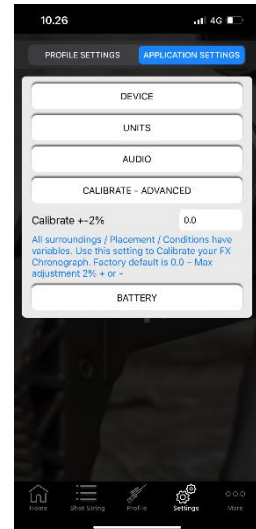 10.26 4G
PROFILE SETTINGS APPLICATION SETTINGS
DEVICE
UNITS
AUDIO
CALIBRATE - ADVANCED
Calibrate +-2% 0.0
All surroundings / Placement / Conditions have
variables. Use this setting to Calibrate your FX
Chronograph. Factory default is 0.0 - Max
adjustment 2% + or -
BATTERY
Home Shot String Profile Settings More